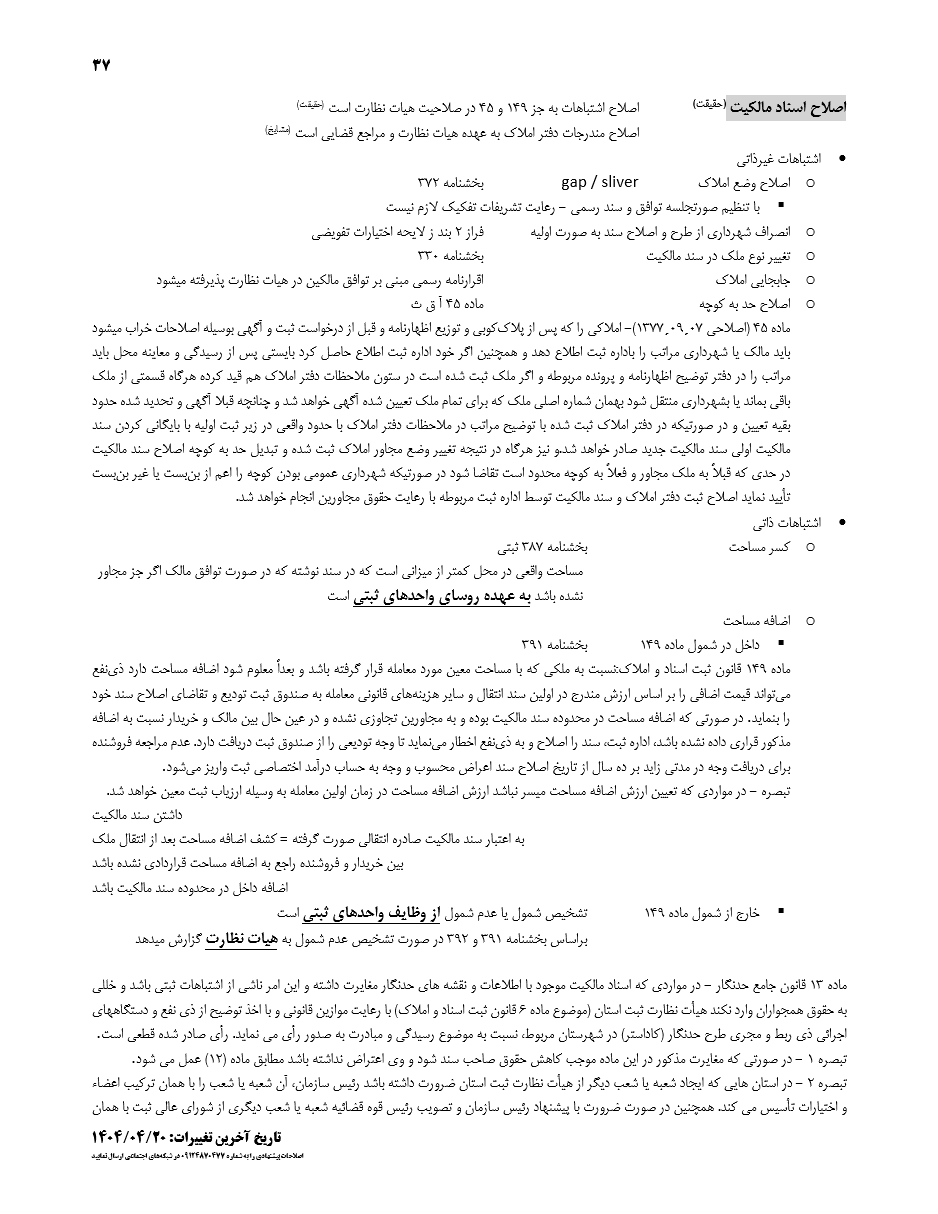 ۳۷
اصلاح اسناد مالکیت (حقیقت) اصلاح اشتباهات به جز ۱۴۹ و ۴۵ در صلاحیت هیات نظارت است (حقیقت)
اصلاح مندرجات دفتر املاک به عهده هیات نظارت و مراجع قضایی است (مشایخ)
• اشتباهات غیرذاتی
o اصلاح وضع املاک gap / sliver بخشنامه ۳۷۲
▪ با تنظیم صورتجلسه توافق و سند رسمی – رعایت تشریفات تفکیک لازم نیست
o انصراف شهرداری از طرح و اصلاح سند به صورت اولیه فراز ۲ بند ز لایحه اختیارات تفویضی
o تغییر نوع ملک در سند مالکیت بخشنامه ۳۳۰
o جابجایی املاک اقرارنامه رسمی مبنی بر توافق مالکین در هیات نظارت پذیرفته میشود
o اصلاح حد به کوچه ماده ۴۵ آ ق ث
ماده ۴۵ (اصلاحی ۰۷-۰۹-۱۳۷۷)– املاکی را که پس از پلاک‌کوبی و توزیع اظهارنامه و قبل از درخواست ثبت و آگهی بوسیله اصلاحات خراب میشود
باید مالک یا شهرداری مراتب را باداره ثبت اطلاع دهد و همچنین اگر خود اداره ثبت اطلاع حاصل کرد بایستی پس از رسیدگی و معاینه محل باید
مراتب را در دفتر توضیح اظهارنامه و پرونده مربوطه و اگر ملک ثبت شده است در ستون ملاحظات دفتر املاک هم قید کرده هرگاه قسمتی از ملک
باقی بماند یا بشهرداری منتقل شود بهمان شماره اصلی ملک که برای تمام ملک تعیین شده آگهی خواهد شد و چنانچه قبلا آگهی و تحدید شده حدود
بقیه تعیین و در صورتیکه در دفتر املاک ثبت شده با توضیح مراتب در ملاحظات دفتر املاک با حدود واقعی در زیر ثبت اولیه با بایگانی کردن سند
مالکیت اولی سند مالکیت جدید صادر خواهد شد.و نیز هرگاه در نتیجه تغییر وضع مجاور املاک ثبت شده و تبدیل حد به کوچه اصلاح سند مالکیت
در حدی که قبلاً به ملک مجاور و فعلاً به کوچه محدود است تقاضا شود در صورتیکه شهرداری عمومی بودن کوچه را اعم از بن‌بست یا غیر بن‌بست
تأیید نماید اصلاح ثبت دفتر املاک و سند مالکیت توسط اداره ثبت مربوطه با رعایت حقوق مجاورین انجام خواهد شد.
• اشتباهات ذاتی
o کسر مساحت بخشنامه ۳۸۷ ثبتی
مساحت واقعی در محل کمتر از میزانی است که در سند نوشته که در صورت توافق مالک اگر جز مجاور
نشده باشد به عهده روسای واحدهای ثبتی است
o اضافه مساحت
▪ داخل در شمول ماده ۱۴۹ بخشنامه ۳۹۱
ماده ۱۴۹ قانون ثبت اسناد و املاک:نسبت به ملکی که با مساحت معین مورد معامله قرار گرفته باشد و بعداً معلوم شود اضافه مساحت دارد ذی‌نفع
می‌تواند قیمت اضافی را بر اساس ارزش مندرج در اولین سند انتقال و سایر هزینه‌های قانونی معامله به صندوق ثبت تودیع و تقاضای اصلاح سند خود
را بنماید. در صورتی که اضافه مساحت در محدوده سند مالکیت بوده و به مجاورین تجاوزی نشده و در عین حال بین مالک و خریدار نسبت به اضافه
مذکور قراری داده نشده باشد، اداره ثبت، سند را اصلاح و به ذی‌نفع اخطار می‌نماید تا وجه تودیعی را از صندوق ثبت دریافت دارد. عدم مراجعه فروشنده
برای دریافت وجه در مدتی زاید بر ده سال از تاریخ اصلاح سند اعراض محسوب و وجه به حساب درآمد اختصاصی ثبت واریز می‌شود.
تبصره – در مواردی که تعیین ارزش اضافه مساحت میسر نباشد ارزش اضافه مساحت در زمان اولین معامله به وسیله ارزیاب ثبت معین خواهد شد.
داشتن سند مالکیت
به اعتبار سند مالکیت صادره انتقالی صورت گرفته = کشف اضافه مساحت بعد از انتقال ملک
بین خریدار و فروشنده راجع به اضافه مساحت قراردادی نشده باشد
اضافه داخل در محدوده سند مالکیت باشد
▪ خارج از شمول ماده ۱۴۹ تشخیص شمول یا عدم شمول از وظایف واحدهای ثبتی است
براساس بخشنامه ۳۹۱ و ۳۹۲ در صورت تشخیص عدم شمول به هیات نظارت گزارش میدهد
ماده ۱۳ قانون جامع حدنگار – در مواردی که اسناد مالکیت موجود با اطلاعات و نقشه های حدنگار مغایرت داشته و این امر ناشی از اشتباهات ثبتی باشد و خللی
به حقوق همجواران وارد نکند هیأت نظارت ثبت استان (موضوع ماده ۶ قانون ثبت اسناد و املاک) با رعایت موازین قانونی و با اخذ توضیح از ذی نفع و دستگاههای
اجرائی ذی ربط و مجری طرح حدنگار (کاداستر) در شهرستان مربوط، نسبت به موضوع رسیدگی و مبادرت به صدور رأی می نماید. رأی صادر شده قطعی است.
تبصره ۱ – در صورتی که مغایرت مذکور در این ماده موجب کاهش حقوق صاحب سند شود و وی اعتراض نداشته باشد مطابق ماده (۱۲) عمل می شود.
تبصره ۲ – در استان هایی که ایجاد شعبه یا شعب دیگر از هیأت نظارت ثبت استان ضرورت داشته باشد رئیس سازمان، آن شعبه یا شعب را با همان ترکیب اعضاء
و اختیارات تأسیس می کند. همچنین در صورت ضرورت با پیشنهاد رئیس سازمان و تصویب رئیس قوه قضائیه شعبه یا شعب دیگری از شورای عالی ثبت با همان
تاریخ آخرین تغییرات: ۱۴۰۴/۰۴/۲۰
اصلاحات پیشنهادی را به شماره ۰۹۱۲۴۸۷۰۴۷۷ در شبکه‌های اجتماعی ارسال نمایید